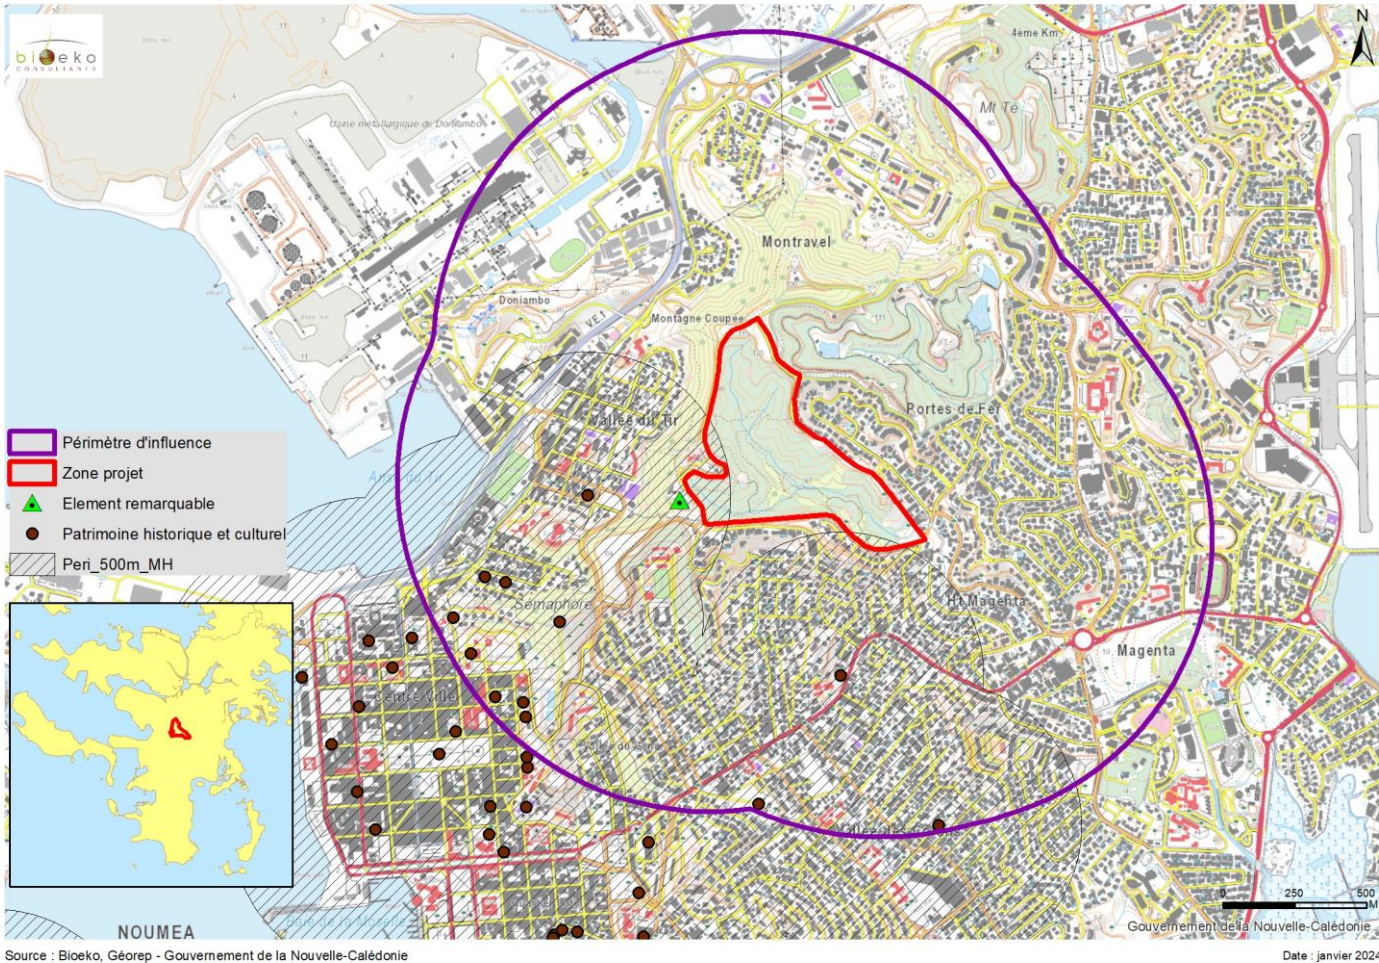 bioeko
CONSULTANTS
N
4eme Km
Mt Té
Usine métallurgique de Doniambo
Montravel
Doniambo
VE1
Montagne Coupée
Vallée du Tir
Portes de Fer
Périmètre d'influence
Zone projet
Element remarquable
Patrimoine historique et culturel
Peri_500m_MH
Sémaphore
Ht Magenta
Magenta
Centre Ville
0 250 500
M
Gouvernement de la Nouvelle-Calédonie
NOUMEA
Source : Bioeko, Géorep - Gouvernement de la Nouvelle-Calédonie
Date : janvier 2024